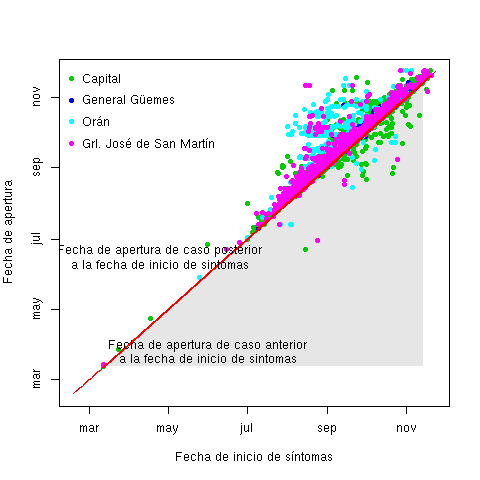 Capital
General Güemes
Orán
Grl. José de San Martín
Fecha de apertura de caso posterior
a la fecha de inicio de sintomas
Fecha de apertura de caso anterior
a la fecha de inicio de sintomas
Fecha de apertura
mar
may
jul
sep
nov
mar
may
jul
sep
nov
Fecha de inicio de síntomas